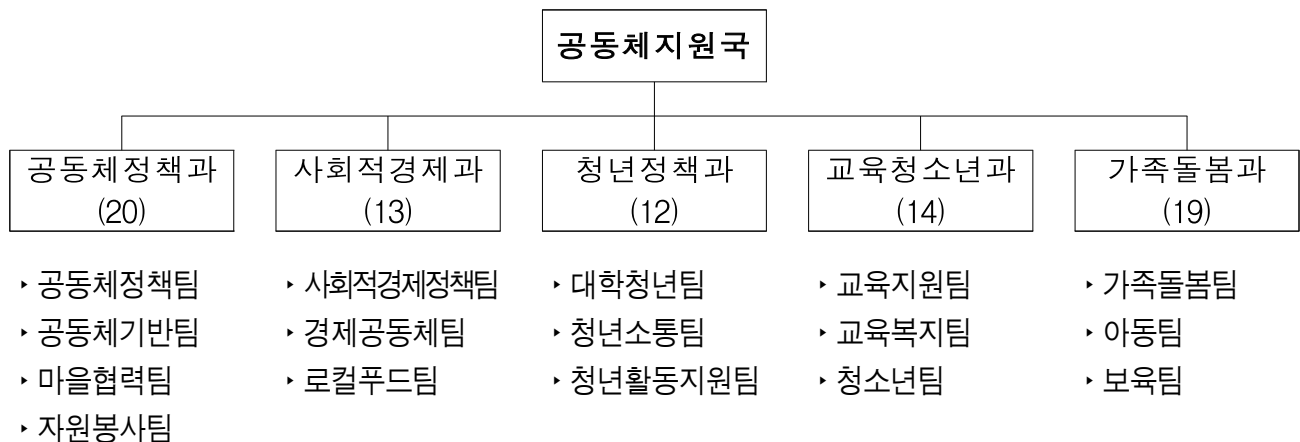 공동체지원국
공동체정책과
(20)
사회적경제과
(13)
청년정책과
(12)
교육청소년과
(14)
가족돌봄과
(19)
‣ 공동체정책팀
‣ 공동체기반팀
‣ 마을협력팀
‣ 자원봉사팀
‣ 사회적경제정책팀
‣ 경제공동체팀
‣ 로컬푸드팀
‣ 대학청년팀
‣ 청년소통팀
‣ 청년활동지원팀
‣ 교육지원팀
‣ 교육복지팀
‣ 청소년팀
‣ 가족돌봄팀
‣ 아동팀
‣ 보육팀